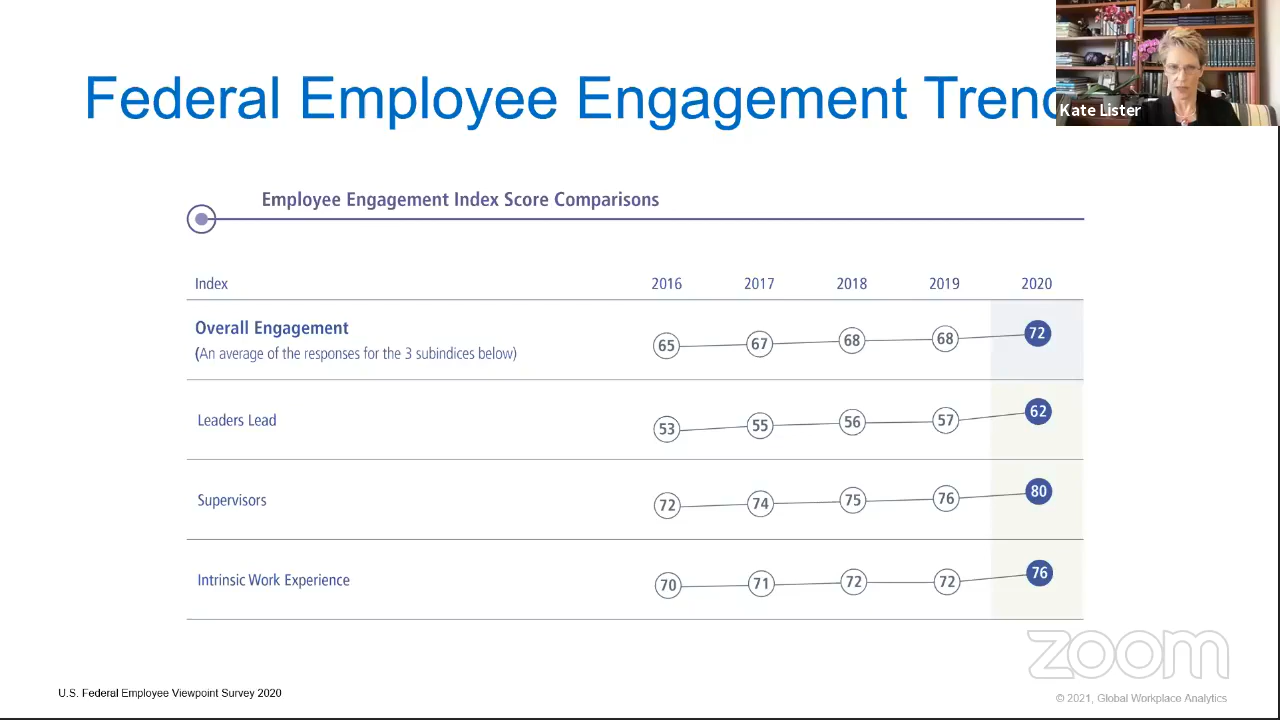 Federal Employee Engagement Trend
Kate Lister
Employee Engagement Index Score Comparisons
Index 2016 2017 2018 2019 2020
Overall Engagement
(An average of the responses for the 3 subindices below)
65 67 68 68 72
Leaders Lead 53 55 56 57 62
Supervisors 72 74 75 76 80
Intrinsic Work Experience 70 71 72 72 76
zoom
U.S. Federal Employee Viewpoint Survey 2020
© 2021, Global Workplace Analytics